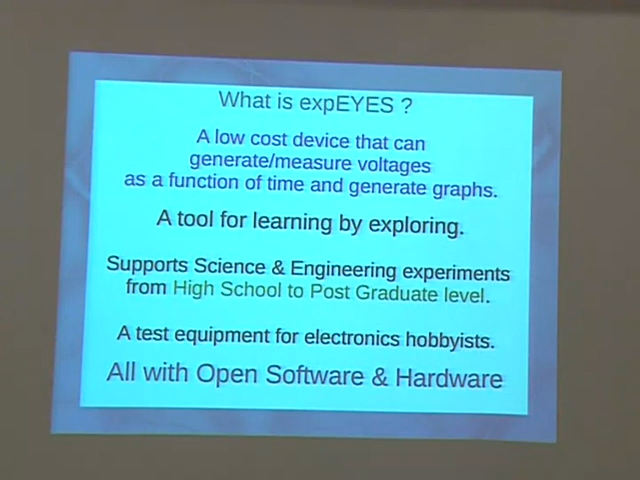 What is expEYES ?
A low cost device that can
generate/measure voltages
as a function of time and generate graphs.
A tool for learning by exploring.
Supports Science & Engineering experiments
from High School to Post Graduate level.
A test equipment for electronics hobbyists.
All with Open Software & Hardware